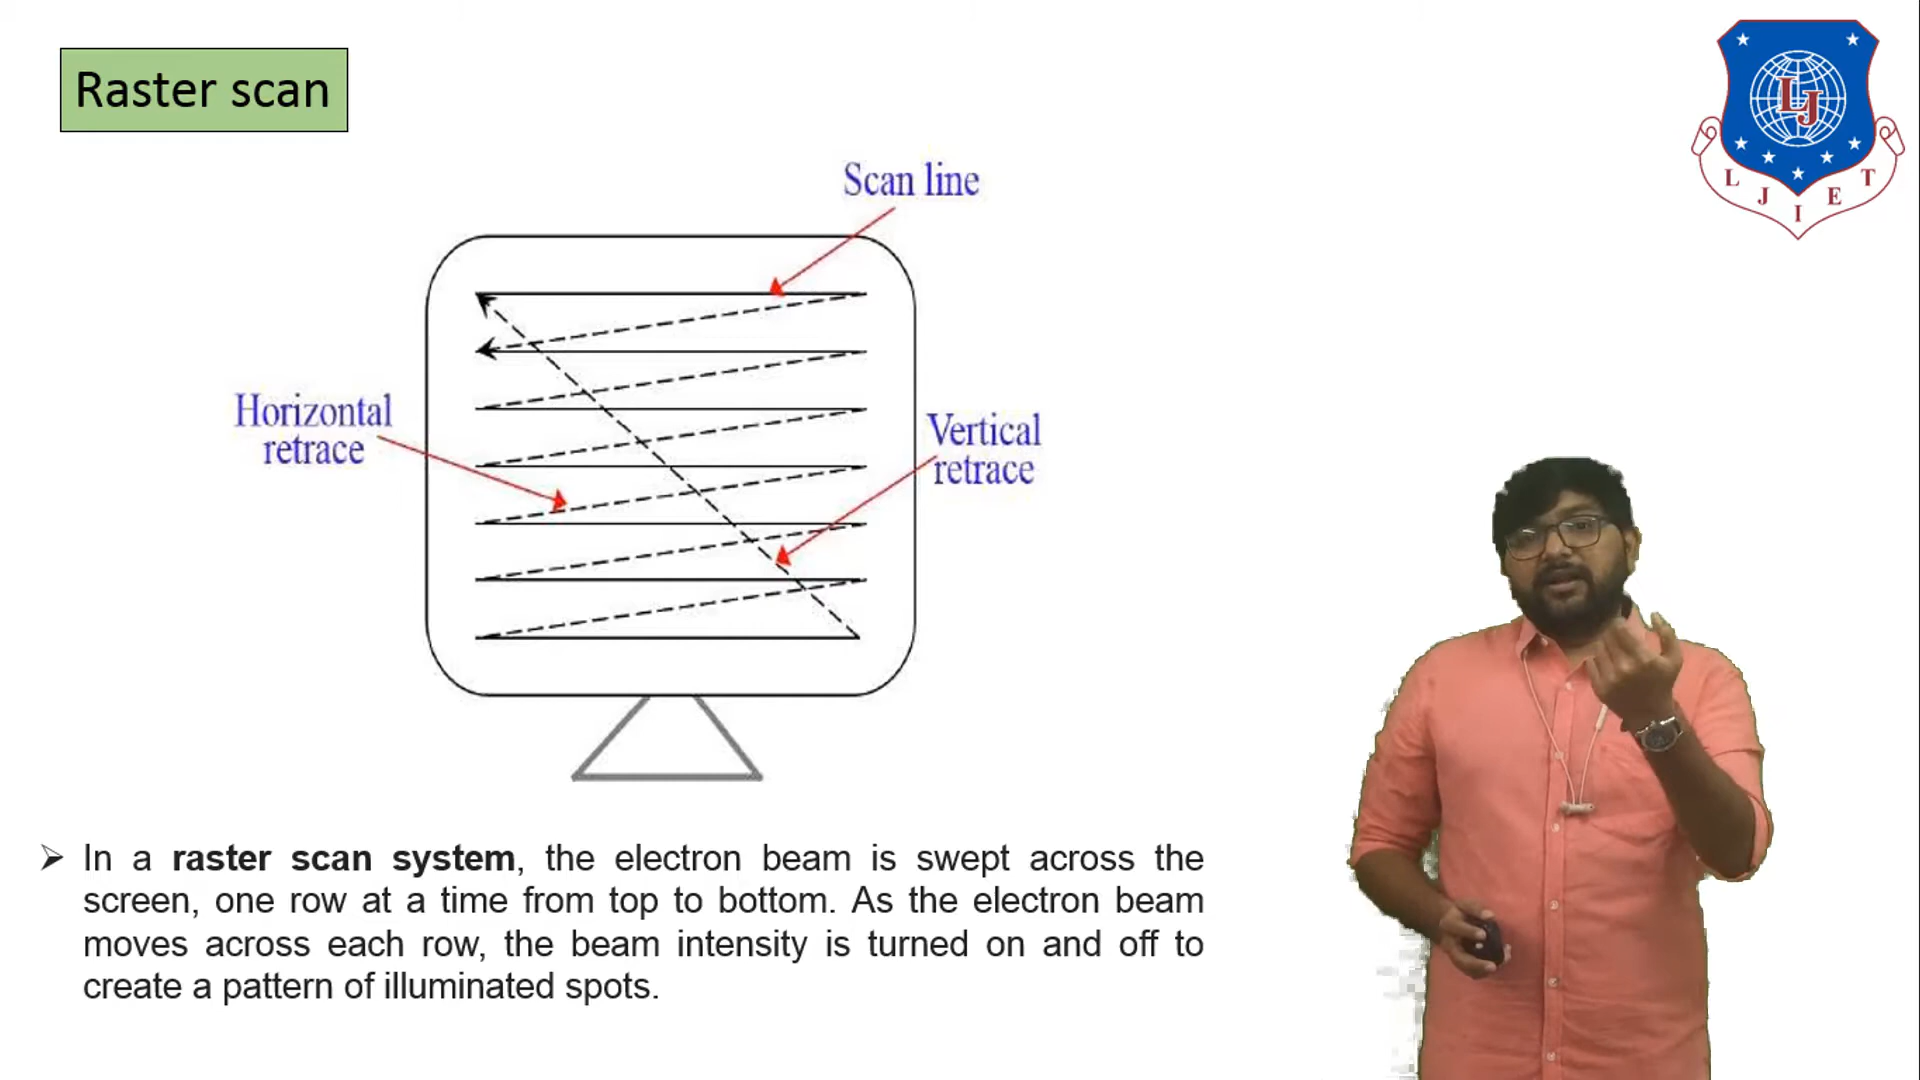 Raster scan
Scan line
Horizontal
retrace
Vertical
retrace
➢ In a raster scan system, the electron beam is swept across the
screen, one row at a time from top to bottom. As the electron beam
moves across each row, the beam intensity is turned on and off to
create a pattern of illuminated spots.
LJ
L J I E T